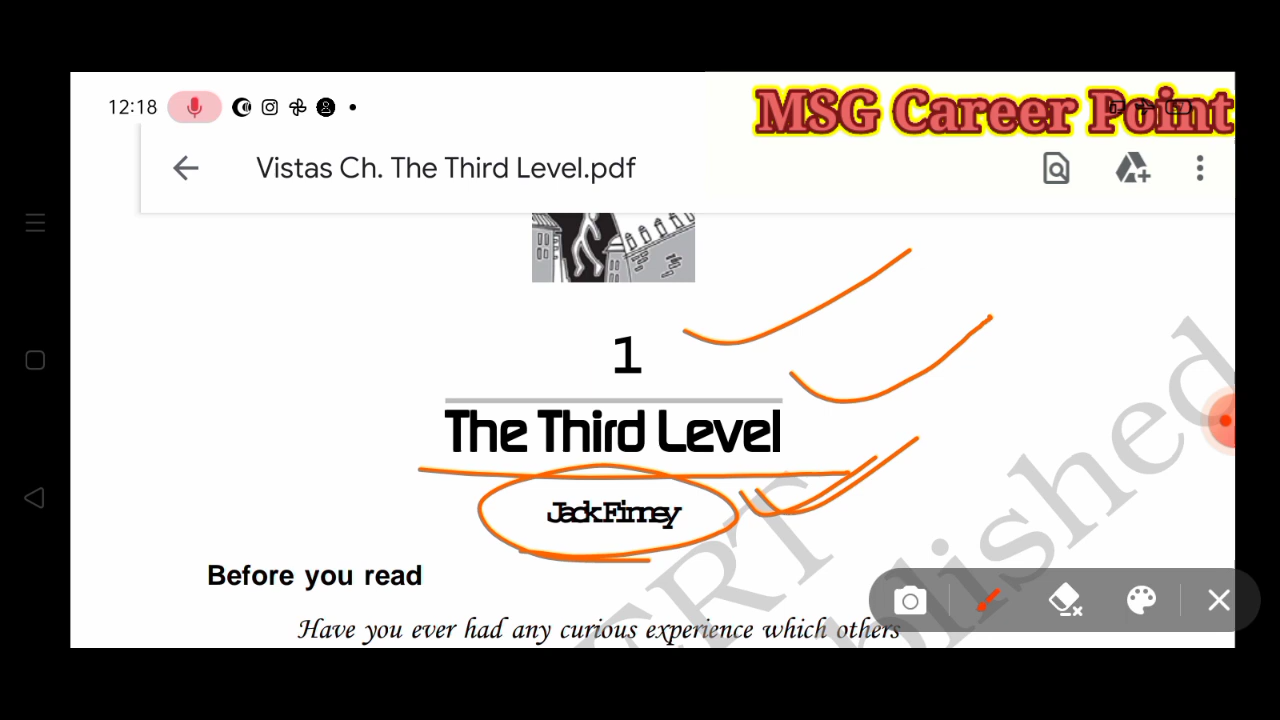 12:18
MSG Career Point
Vistas Ch. The Third Level.pdf
1
The Third Level
Jack Finney
Before you read
Have you ever had any curious experience which others